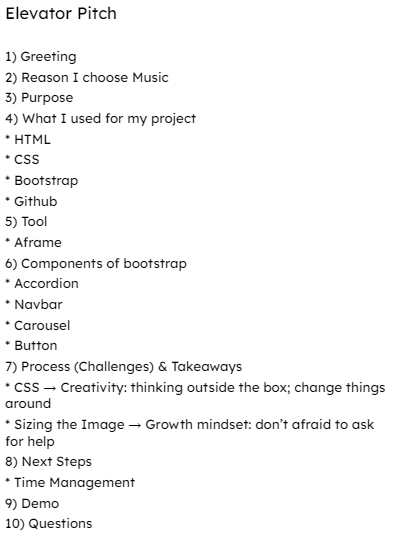 Elevator Pitch
1) Greeting
2) Reason I choose Music
3) Purpose
4) What I used for my project
* HTML
* CSS
* Bootstrap
* Github
5) Tool
* Aframe
6) Components of bootstrap
* Accordion
* Navbar
* Carousel
* Button
7) Process (Challenges) & Takeaways
* CSS → Creativity: thinking outside the box; change things
around
* Sizing the Image → Growth mindset: don’t afraid to ask
for help
8) Next Steps
* Time Management
9) Demo
10) Questions